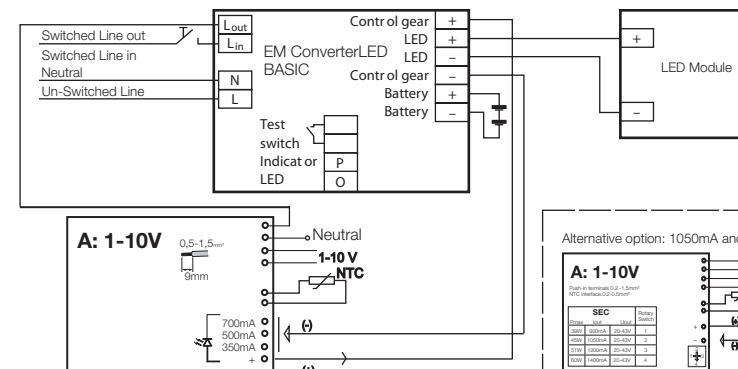 Switched Line out
Switched Line in
Neutral
Un-Switched Line
Lout
Lin
N
L
EM ConverterLED
BASIC
Control gear +
LED +
LED –
Control gear –
Battery +
Battery –
Test
switch
Indicator P
LED O
+
LED Module
–
A: 1-10V
0,5-1,5mm²
9mm
Neutral
1-10 V
NTC
700mA
500mA
350mA
+
(-)
(+)
Alternative option: 1050mA and
A: 1-10V
Push-in terminals 0.2 -1,5mm²
NTC interface:0.2-0.5mm²
SEC Rotary
Switch
Pmax Iout Uout
39W 900mA 20-43V 1
45W 1050mA 20-43V 2
51W 1200mA 20-43V 3
60W 1400mA 20-43V 4
+
–